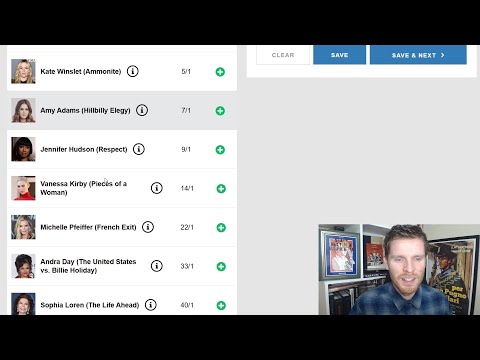 CLEAR
SAVE
SAVE & NEXT
Kate Winslet (Ammonite)
5/1
Amy Adams (Hillbilly Elegy)
7/1
Jennifer Hudson (Respect)
9/1
Vanessa Kirby (Pieces of a
Woman)
14/1
Michelle Pfeiffer (French Exit)
22/1
Andra Day (The United States
vs. Billie Holiday)
33/1
Sophia Loren (The Life Ahead)
40/1
per
Pugno